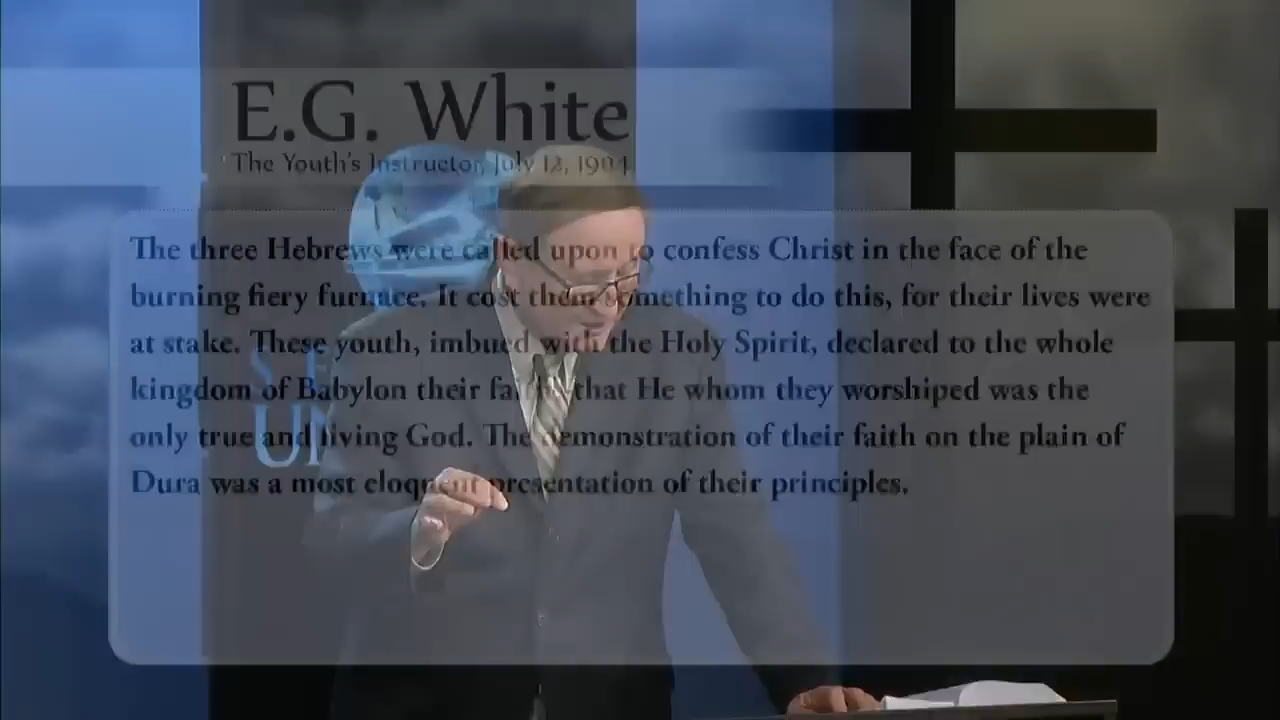 E.G. White
The Youth's Instructor, July 12, 1904
The three Hebrews were called upon to confess Christ in the face of the
burning fiery furnace. It cost them something to do this, for their lives were
at stake. These youth, imbued with the Holy Spirit, declared to the whole
kingdom of Babylon their faith, that He whom they worshiped was the
only true and living God. The demonstration of their faith on the plain of
Dura was a most eloquent presentation of their principles.